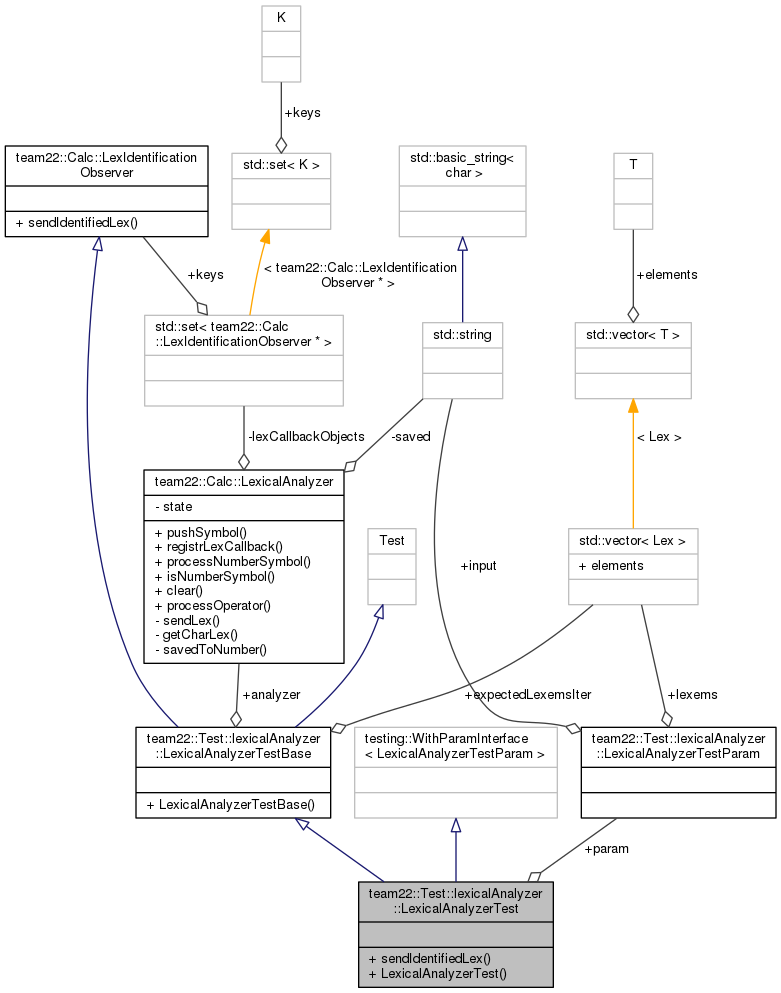 K
+keys
team22::Calc::LexIdentification
Observer
+ sendIdentifiedLex()
std::set< K >
std::basic_string<
char >
T
+keys
< team22::Calc::LexIdentification
Observer * >
+elements
std::set< team22::Calc
::LexIdentificationObserver * >
std::string
std::vector< T >
-lexCallbackObjects
-saved
< Lex >
team22::Calc::LexicalAnalyzer
- state
+ pushSymbol()
+ registrLexCallback()
+ processNumberSymbol()
+ isNumberSymbol()
+ clear()
+ processOperator()
- sendLex()
- getCharLex()
- savedToNumber()
Test
+input
std::vector< Lex >
+ elements
+analyzer
+expectedLexemsIter
+lexems
team22::Test::lexicalAnalyzer
::LexicalAnalyzerTestBase
+ LexicalAnalyzerTestBase()
testing::WithParamInterface
< LexicalAnalyzerTestParam >
team22::Test::lexicalAnalyzer
::LexicalAnalyzerTestParam
+param
team22::Test::lexicalAnalyzer
::LexicalAnalyzerTest
+ sendIdentifiedLex()
+ LexicalAnalyzerTest()